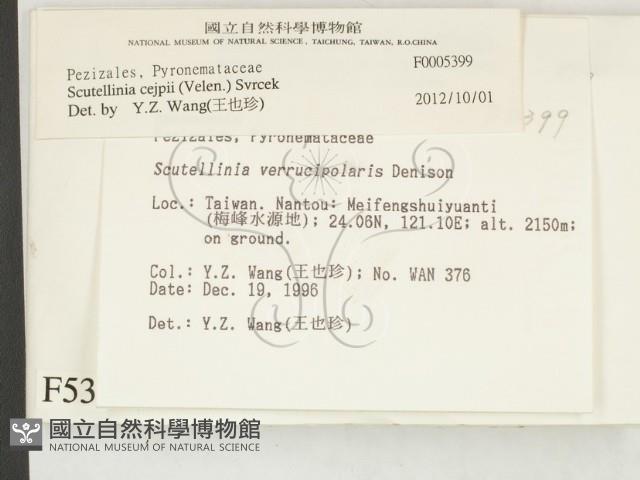 國立自然科學博物館
NATIONAL MUSEUM OF NATURAL SCIENCE, TAICHUNG, TAIWAN, R.O.CHINA
Pezizales, Pyronemataceae F0005399
Scutellinia cejpii (Velen.) Svrcek
Det. by Y.Z. Wang(王也珍) 2012/10/01
399
Pezizales, Pyronemataceae
Scutellinia verrucipolaris Denison
Loc.: Taiwan. Nantou: Meifengshuiyuanti
(梅峰水源地); 24.06N, 121.10E; alt. 2150m;
on ground.
Col.: Y.Z. Wang(王也珍); No. WAN 376
Date: Dec. 19, 1996
Det.: Y.Z. Wang(王也珍)
F53
國立自然科學博物館
NATIONAL MUSEUM OF NATURAL SCIENCE